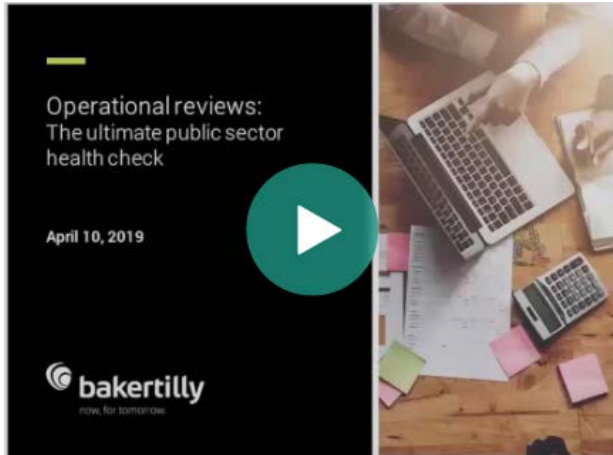 Operational reviews:
The ultimate public sector
health check
April 10, 2019
bakertilly
now, for tomorrow.